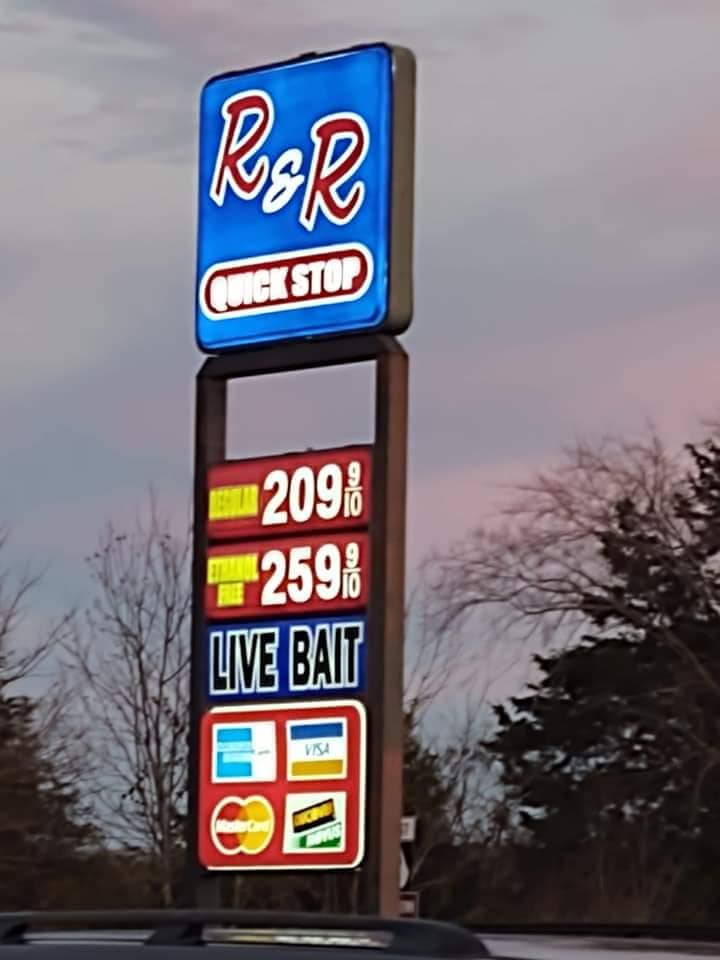 R&R
QUICK STOP
REGULAR 209 9/10
ETHANOL FREE 259 9/10
LIVE BAIT
VISA
MasterCard